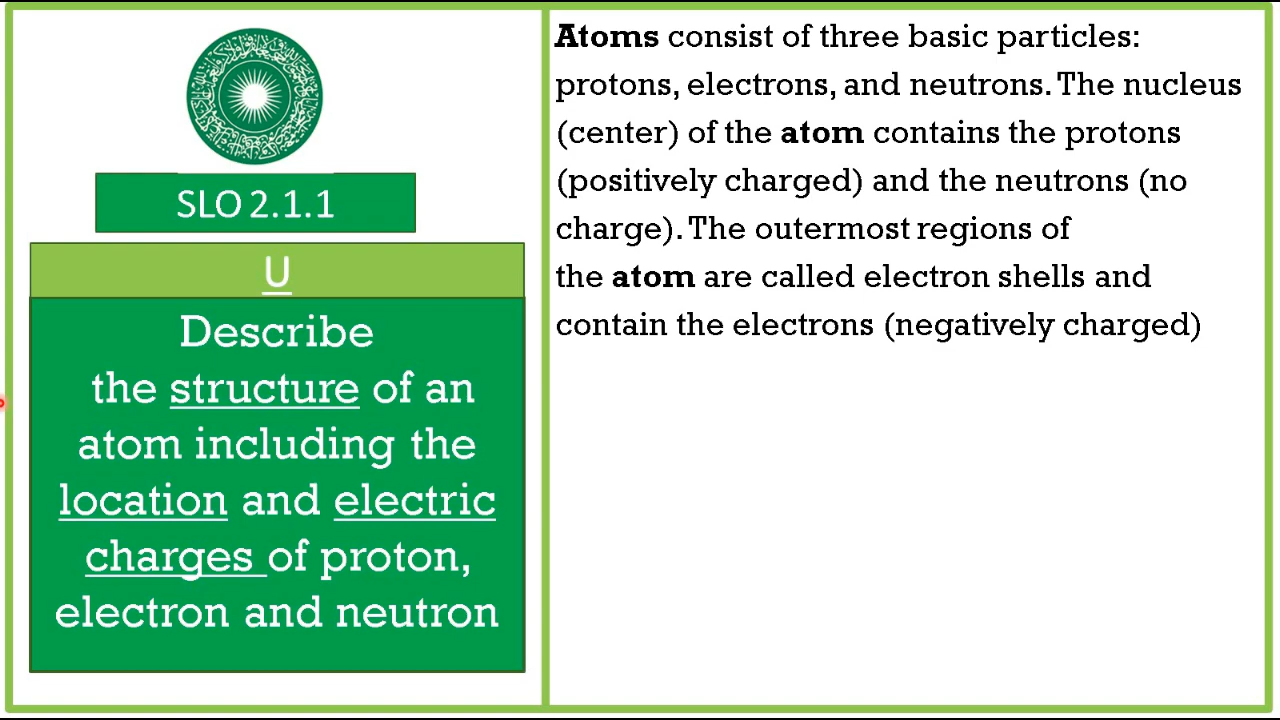 SLO 2.1.1
U
Describe
the structure of an
atom including the
location and electric
charges of proton,
electron and neutron
Atoms consist of three basic particles:
protons, electrons, and neutrons. The nucleus
(center) of the atom contains the protons
(positively charged) and the neutrons (no
charge). The outermost regions of
the atom are called electron shells and
contain the electrons (negatively charged)